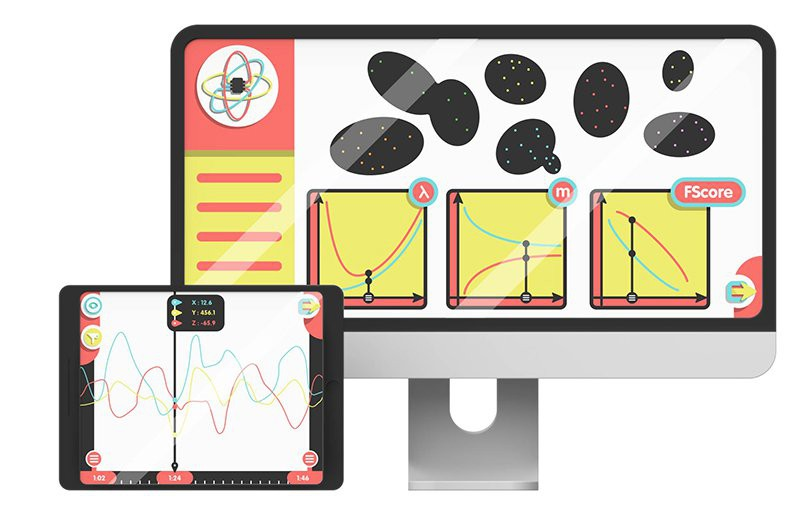 λ
m
FScore
X : 12.6
Y : 456.1
Z : -65.9
1:02
1:24
1:46